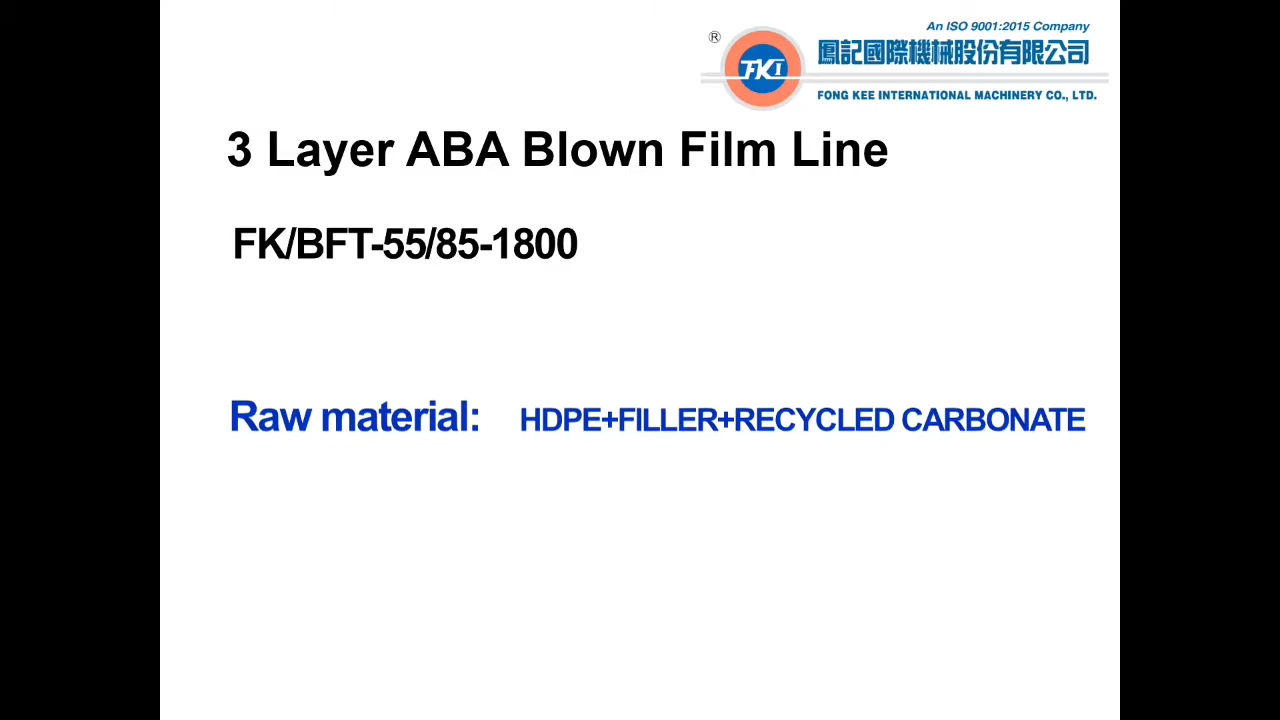 An ISO 9001:2015 Company
®
FKI
鳳記國際機械股份有限公司
FONG KEE INTERNATIONAL MACHINERY CO., LTD.
3 Layer ABA Blown Film Line
FK/BFT-55/85-1800
Raw material: HDPE+FILLER+RECYCLED CARBONATE